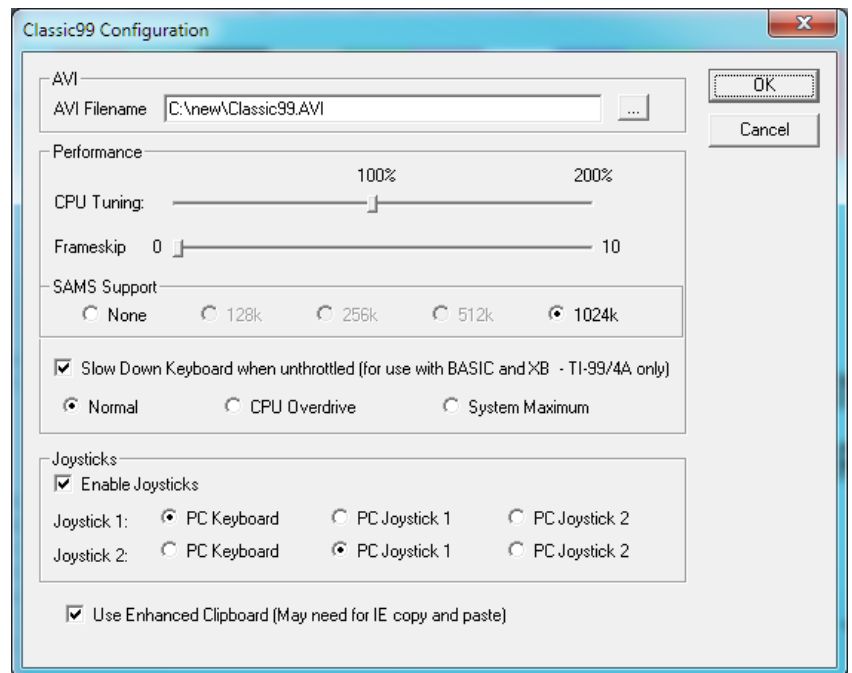 Classic99 Configuration
AVI
AVI Filename C:\new\Classic99.AVI ...
OK
Cancel
Performance
100% 200%
CPU Tuning:
Frameskip 0 10
SAMS Support
None 128k 256k 512k 1024k
Slow Down Keyboard when unthrottled (for use with BASIC and XB - TI-99/4A only)
Normal CPU Overdrive System Maximum
Joysticks
Enable Joysticks
Joystick 1: PC Keyboard PC Joystick 1 PC Joystick 2
Joystick 2: PC Keyboard PC Joystick 1 PC Joystick 2
Use Enhanced Clipboard (May need for IE copy and paste)